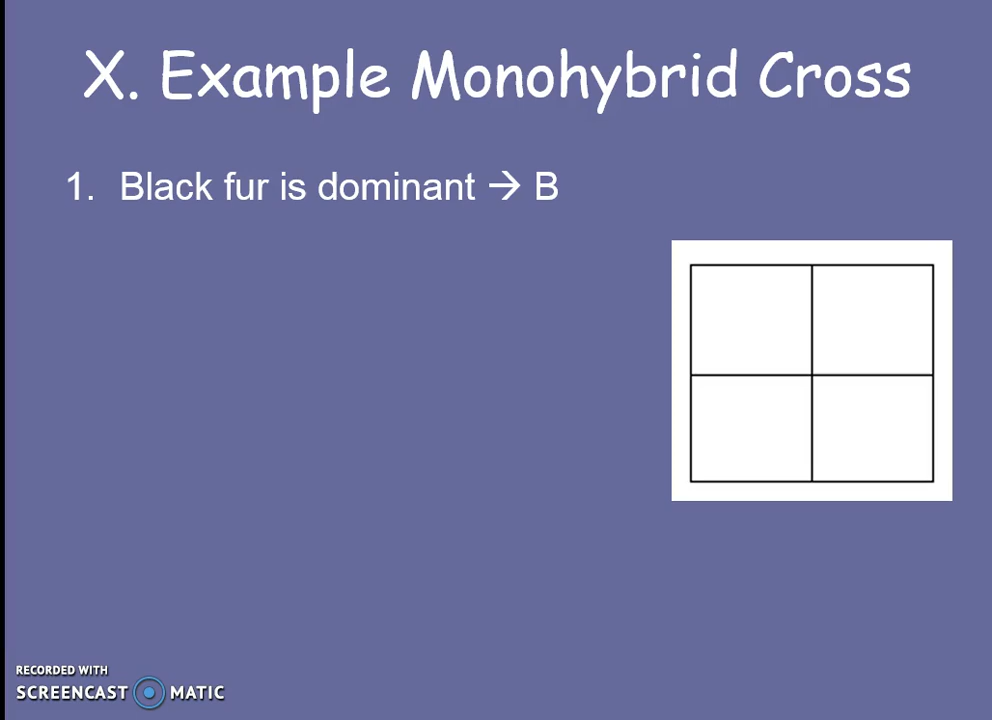 X. Example Monohybrid Cross
1. Black fur is dominant → B
RECORDED WITH
SCREENCAST MATIC